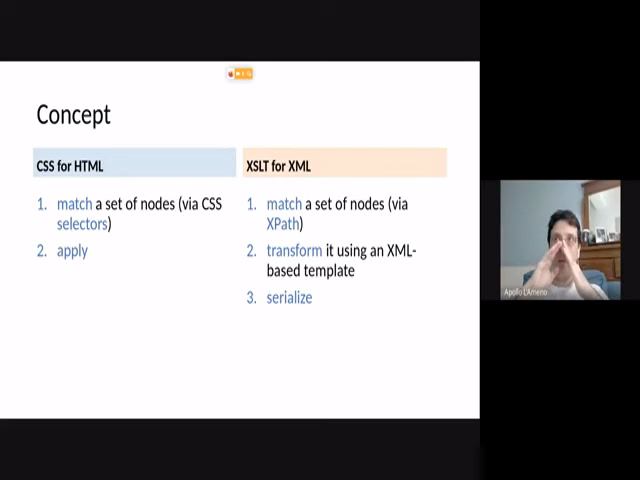 Concept
CSS for HTML
1. match a set of nodes (via CSS
selectors)
2. apply
XSLT for XML
1. match a set of nodes (via
XPath)
2. transform it using an XML-
based template
3. serialize
Apollo L'Ameno